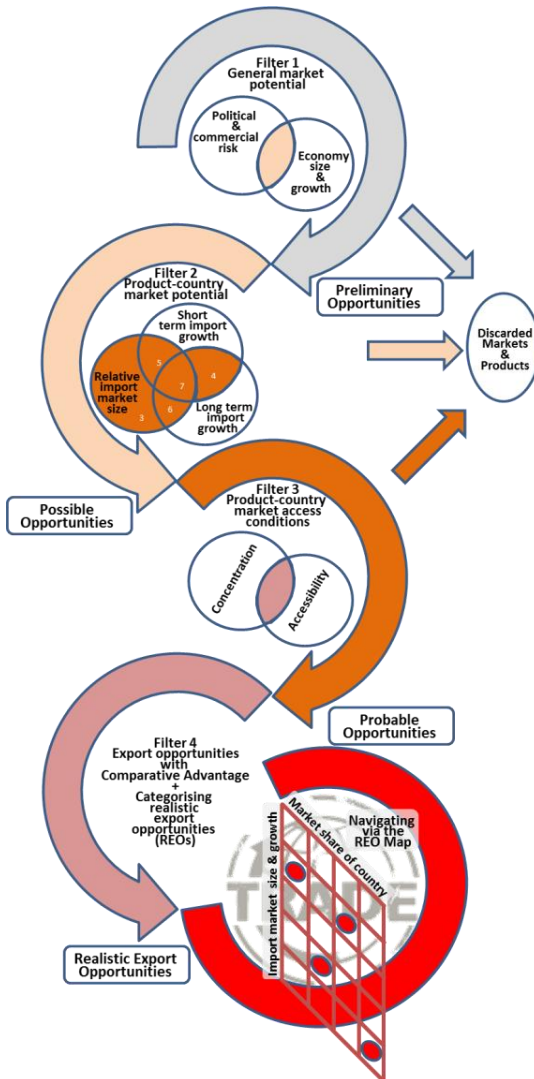 Filter 1
General market
potential
Political
&
commercial
risk
Economy
size &
growth
Preliminary
Opportunities
Discarded
Markets
&
Products
Filter 2
Product-country
market potential
Short
term import
growth
5
4
Relative
import
market
size
7
3
6
Long term
import
growth
Possible
Opportunities
Filter 3
Product-country
market access
conditions
Concentration
Accessibility
Probable
Opportunities
Filter 4
Export opportunities
with
Comparative Advantage
+
Categorising
realistic
export
opportunities
(REOs)
Realistic Export
Opportunities
Import market size & growth
Market share of country
Navigating
via the
REO Map
TRADE